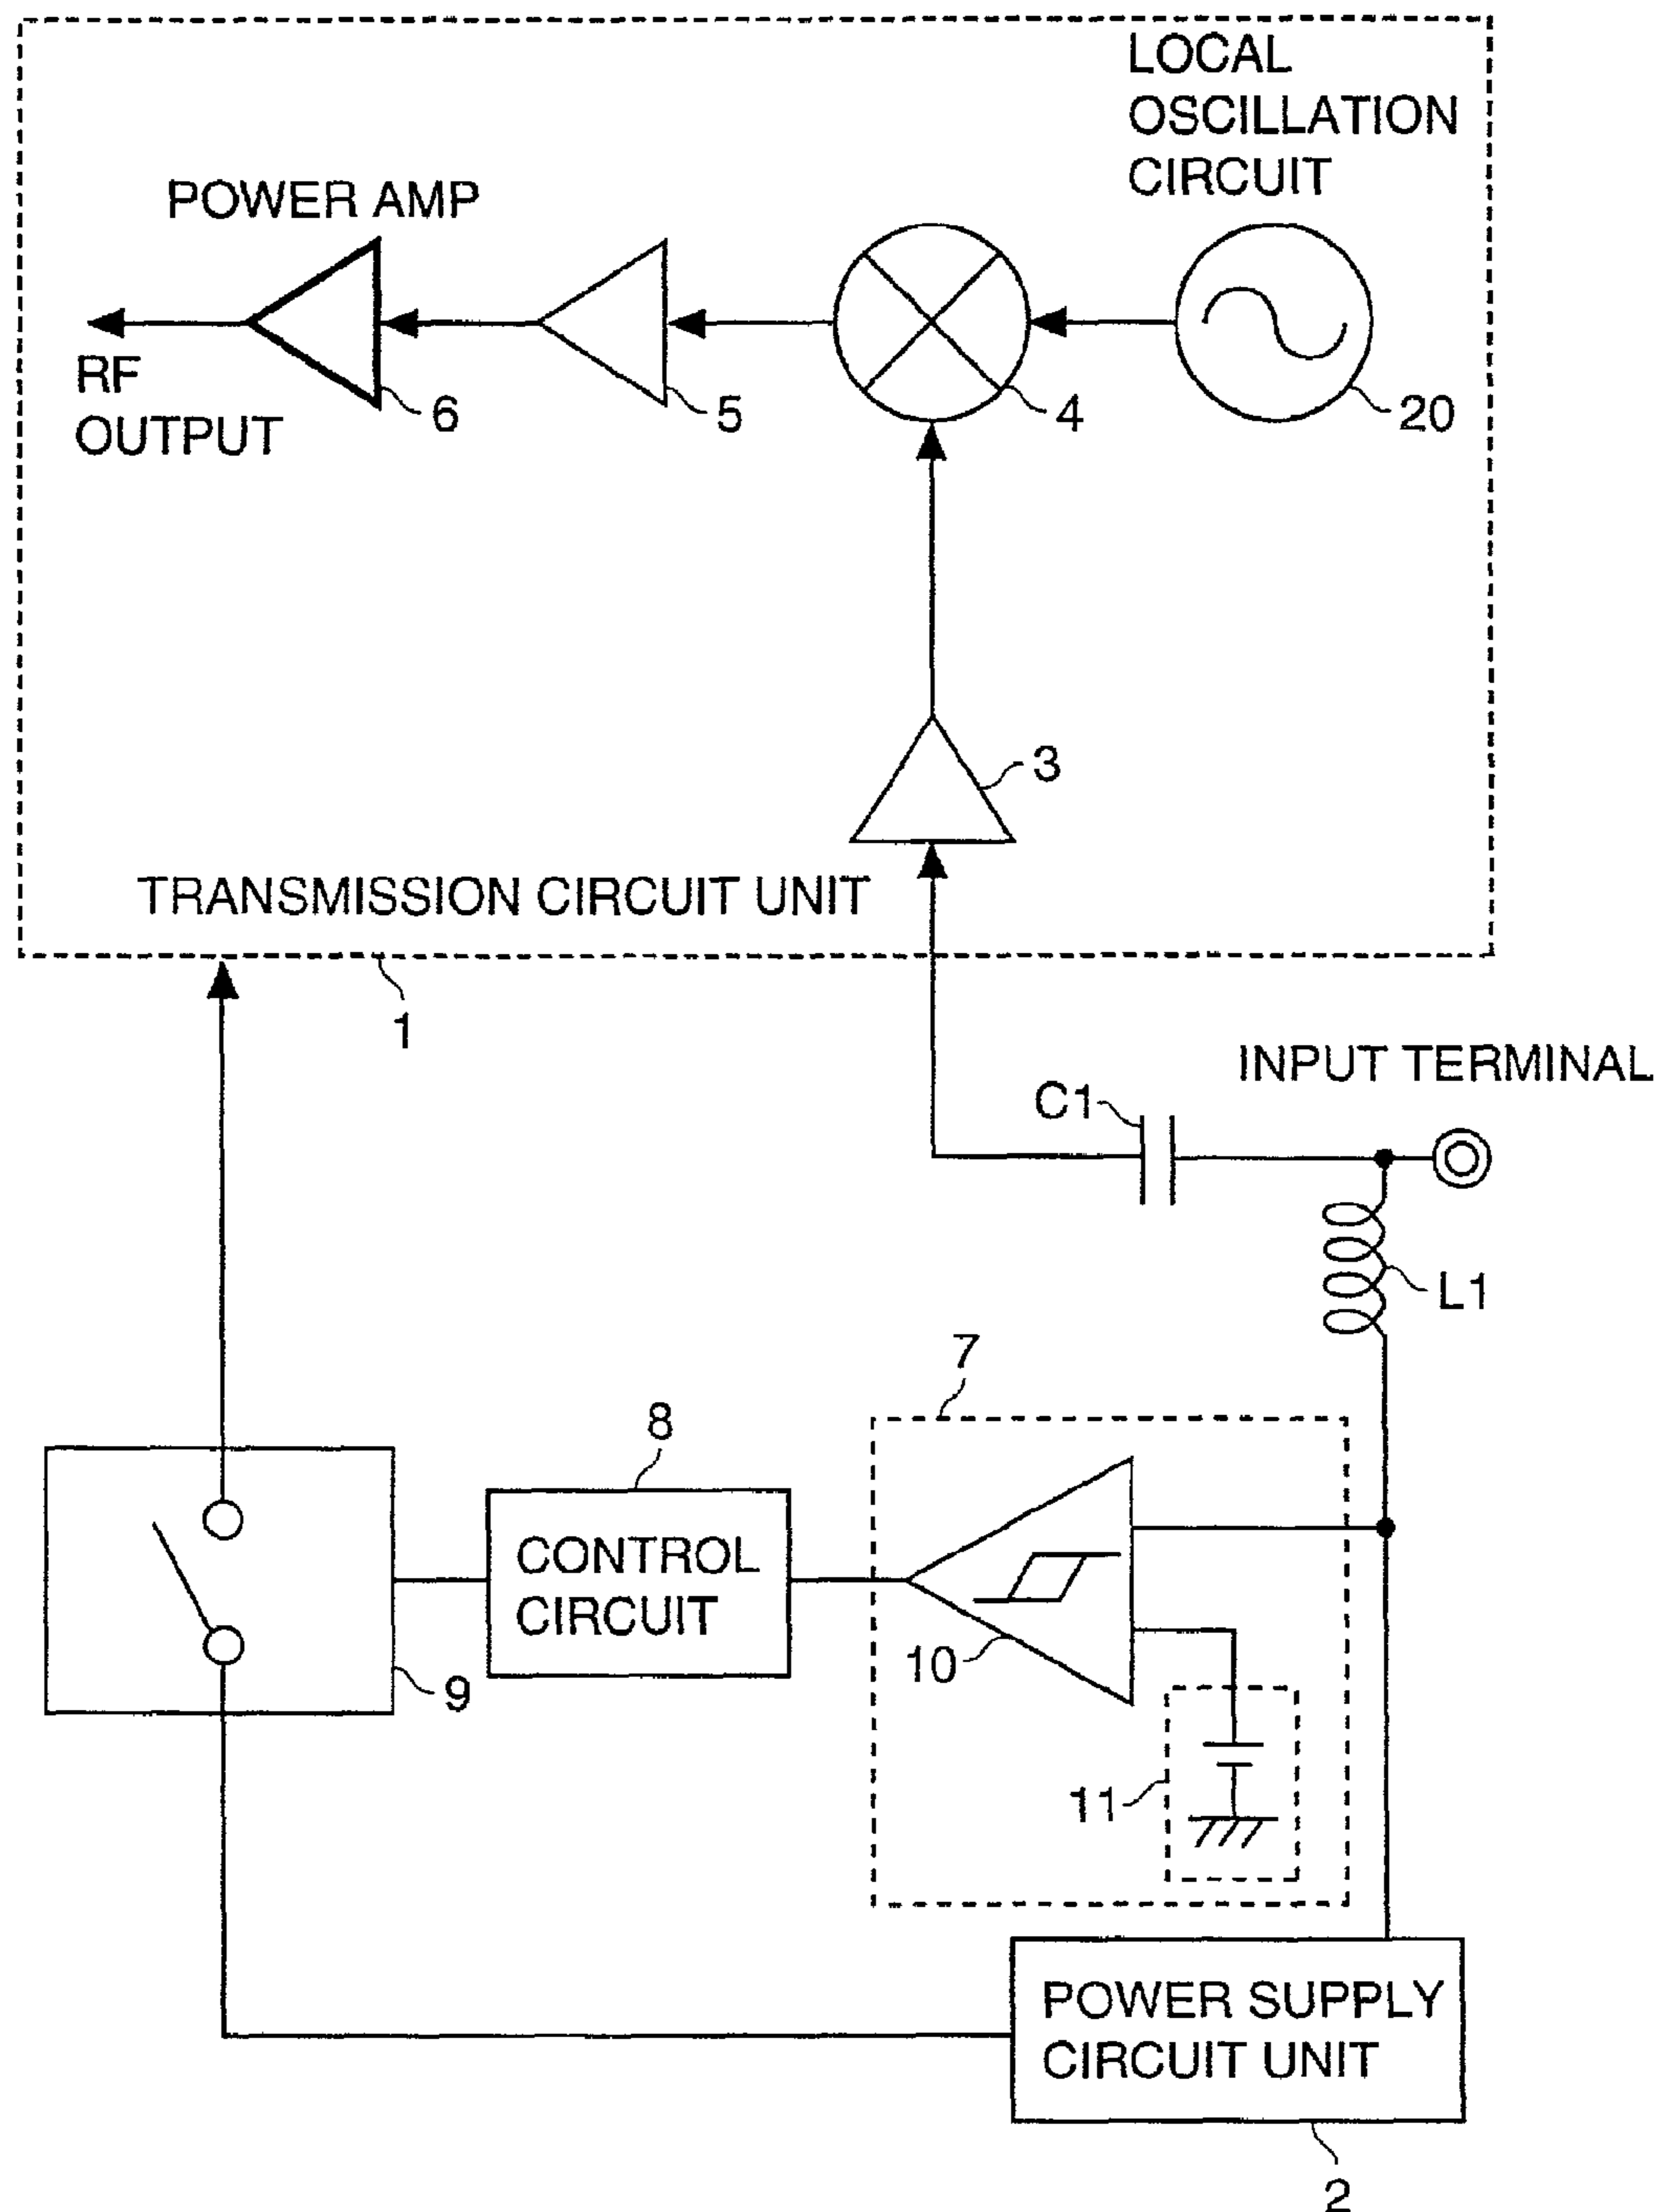 LOCAL
OSCILLATION
CIRCUIT
POWER AMP
RF
OUTPUT
6
5
4
20
3
TRANSMISSION CIRCUIT UNIT
1
INPUT TERMINAL
C1
L1
7
8
CONTROL
CIRCUIT
10
9
11
POWER SUPPLY
CIRCUIT UNIT
2